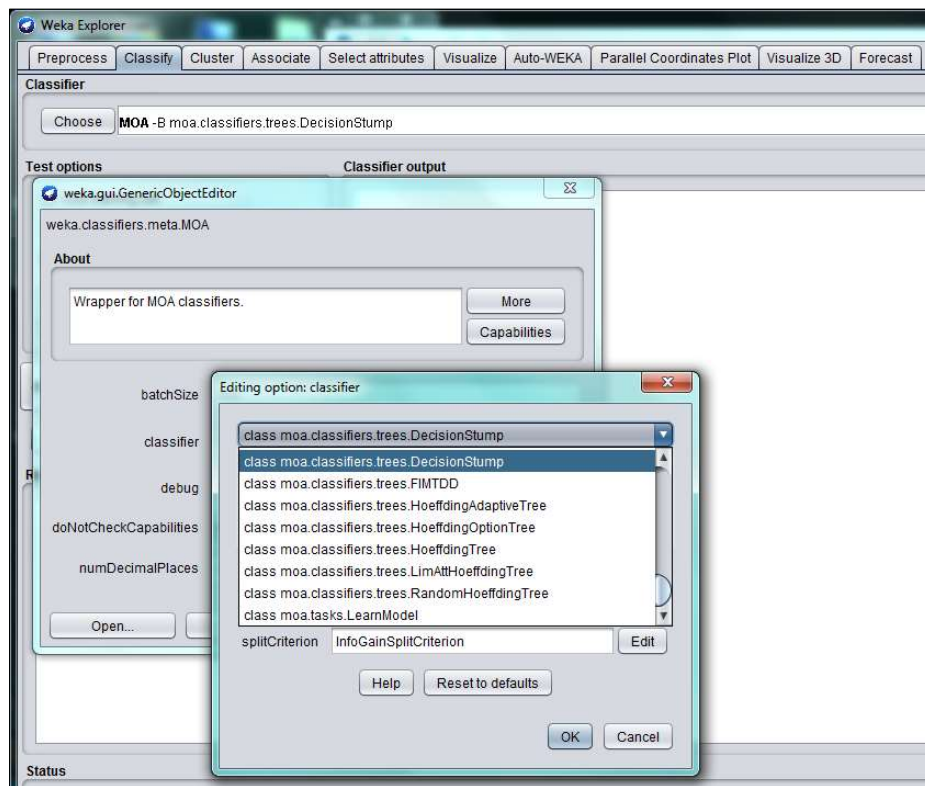 Weka Explorer
Preprocess Classify Cluster Associate Select attributes Visualize Auto-WEKA Parallel Coordinates Plot Visualize 3D Forecast
Classifier
Choose MOA -B moa.classifiers.trees.DecisionStump
Test options Classifier output
weka.gui.GenericObjectEditor
weka.classifiers.meta.MOA
About
Wrapper for MOA classifiers.
More
Capabilities
batchSize
classifier
debug
doNotCheckCapabilities
numDecimalPlaces
Open...
Editing option: classifier
class moa.classifiers.trees.DecisionStump
class moa.classifiers.trees.DecisionStump
class moa.classifiers.trees.FIMTDD
class moa.classifiers.trees.HoeffdingAdaptiveTree
class moa.classifiers.trees.HoeffdingOptionTree
class moa.classifiers.trees.HoeffdingTree
class moa.classifiers.trees.LimAttHoeffdingTree
class moa.classifiers.trees.RandomHoeffdingTree
class moa.tasks.LearnModel
splitCriterion InfoGainSplitCriterion Edit
Help Reset to defaults
OK Cancel
Status